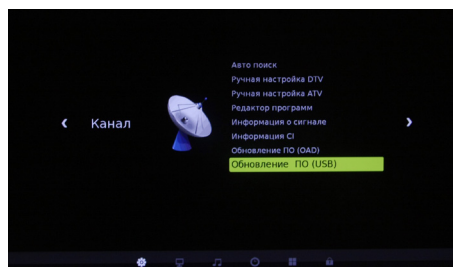 Авто поиск
Ручная настройка DTV
Ручная настройка ATV
Редактор программ
Канал
Информация о сигнале
Информация CI
Обновление ПО (OAD)
Обновление ПО (USB)